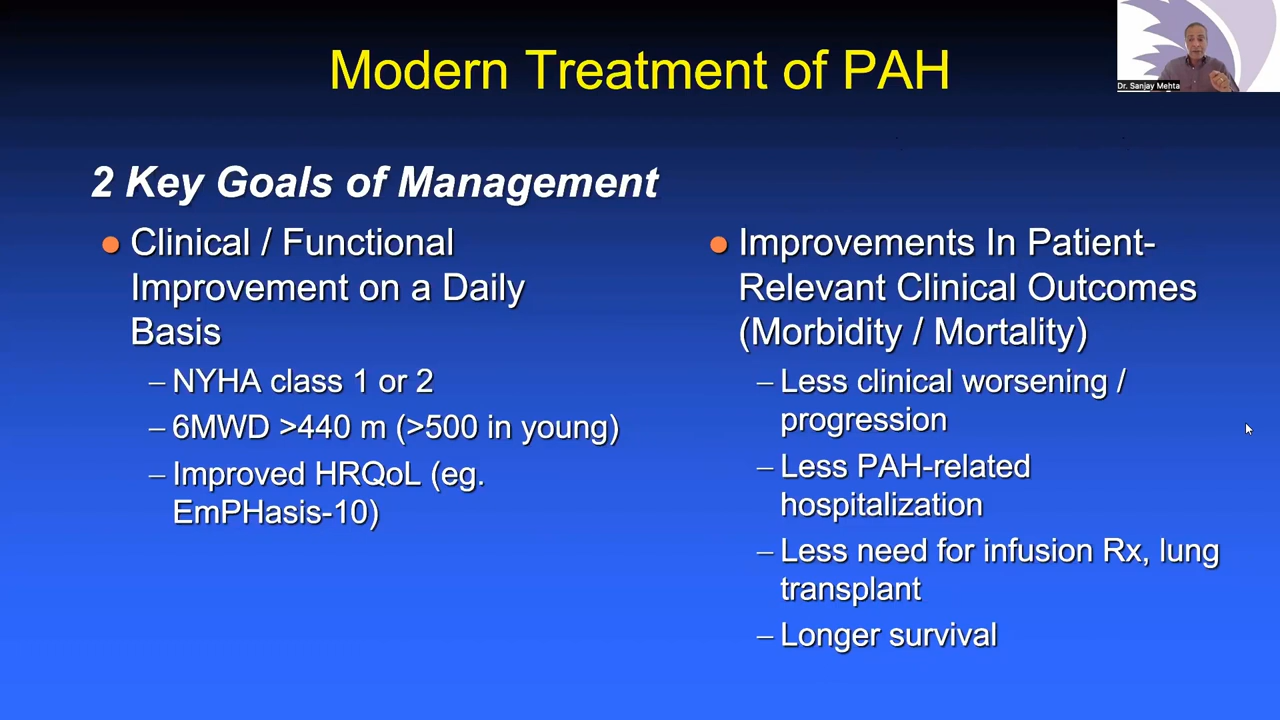 Modern Treatment of PAH
Dr. Sanjay Mehta
2 Key Goals of Management
Clinical / Functional
Improvement on a Daily
Basis
– NYHA class 1 or 2
– 6MWD >440 m (>500 in young)
– Improved HRQoL (eg.
EmPHasis-10)
Improvements In Patient-
Relevant Clinical Outcomes
(Morbidity / Mortality)
– Less clinical worsening /
progression
– Less PAH-related
hospitalization
– Less need for infusion Rx, lung
transplant
– Longer survival